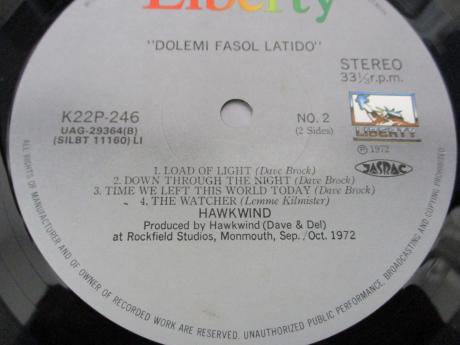 Liberty
"DOLEMI FASOL LATIDO"
STEREO
33⅓r.p.m.
K22P-246
UAG-29364(B)
(SILBT 11160) LI
NO. 2
(2 Sides)
LIBERTY
Ⓟ 1972
JASRAC
1. LOAD OF LIGHT (Dave Brock)
2. DOWN THROUGH THE NIGHT (Dave Brock)
3. TIME WE LEFT THIS WORLD TODAY (Dave Brock)
4. THE WATCHER (Lemme Kilmister)
HAWKWIND
Produced by Hawkwind (Dave & Del)
at Rockfield Studios, Monmouth, Sep./Oct. 1972
ALL RIGHTS OF MANUFACTURER AND OF OWNER OF RECORDED WORK ARE RESERVED. UNAUTHORIZED PUBLIC PERFORMANCE, BROADCASTING AND COPYING PROHIBITED